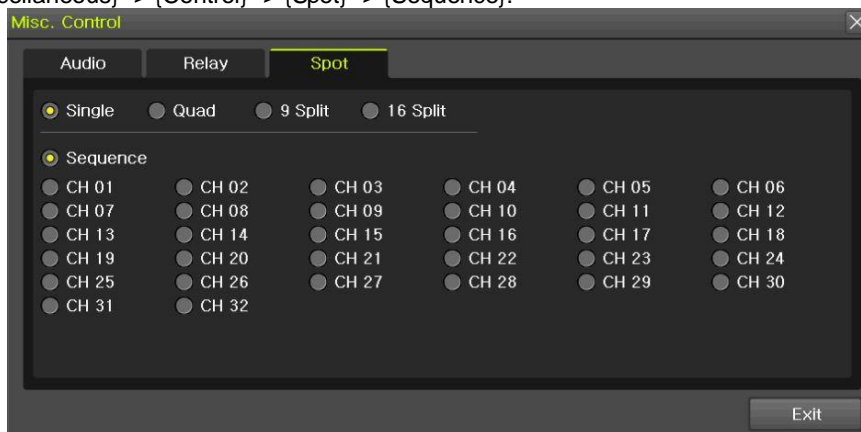 cellaneous} -> {Control} -> {Spot} -> {Sequence}.
Misc. Control
Audio Relay Spot
Single Quad 9 Split 16 Split
Sequence
CH 01 CH 02 CH 03 CH 04 CH 05 CH 06
CH 07 CH 08 CH 09 CH 10 CH 11 CH 12
CH 13 CH 14 CH 15 CH 16 CH 17 CH 18
CH 19 CH 20 CH 21 CH 22 CH 23 CH 24
CH 25 CH 26 CH 27 CH 28 CH 29 CH 30
CH 31 CH 32
Exit